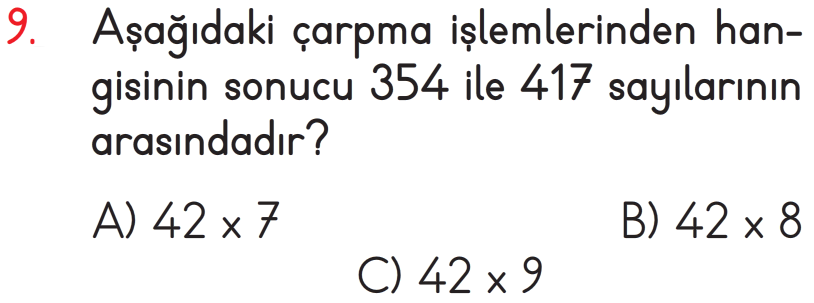 9. Aşağıdaki çarpma işlemlerinden han-
gisinin sonucu 354 ile 417 sayılarının
arasındadır?
A) 42 x 7 B) 42 x 8
C) 42 x 9